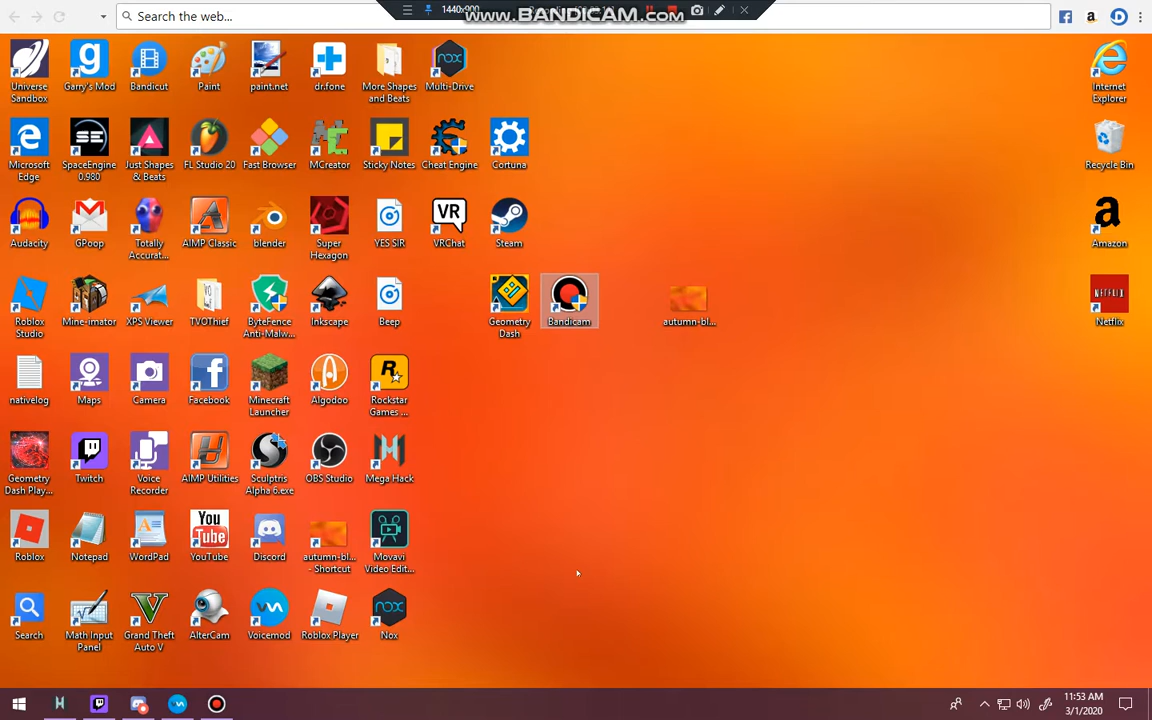 Search the web...
1440x900
www.BANDICAM.com
Universe
Sandbox
Garry's Mod
Bandicut
Paint
paint.net
dr.fone
More Shapes
and Beats
Multi-Drive
Internet
Explorer
Microsoft
Edge
SpaceEngine
0.980
Just Shapes
& Beats
FL Studio 20
Fast Browser
MCreator
Sticky Notes
Cheat Engine
Cortuna
Recycle Bin
Audacity
GPoop
Totally
Accurat...
AIMP Classic
blender
Super
Hexagon
YES SIR
VR
VRChat
Steam
Amazon
Roblox
Studio
Mine-imator
XPS Viewer
TVOThief
ByteFence
Anti-Malw...
Inkscape
Beep
Geometry
Dash
Bandicam
autumn-bl...
NETFLIX
Netflix
nativelog
Maps
Camera
Facebook
Minecraft
Launcher
Algodoo
Rockstar
Games ...
Geometry
Dash Play...
Twitch
Voice
Recorder
AIMP Utilities
Sculptris
Alpha 6.exe
OBS Studio
Mega Hack
Roblox
Notepad
WordPad
You
Tube
YouTube
Discord
autumn-bl...
- Shortcut
Movavi
Video Edit...
Search
Math Input
Panel
Grand Theft
Auto V
AlterCam
Voicemod
Roblox Player
nox
Nox
11:53 AM
3/1/2020